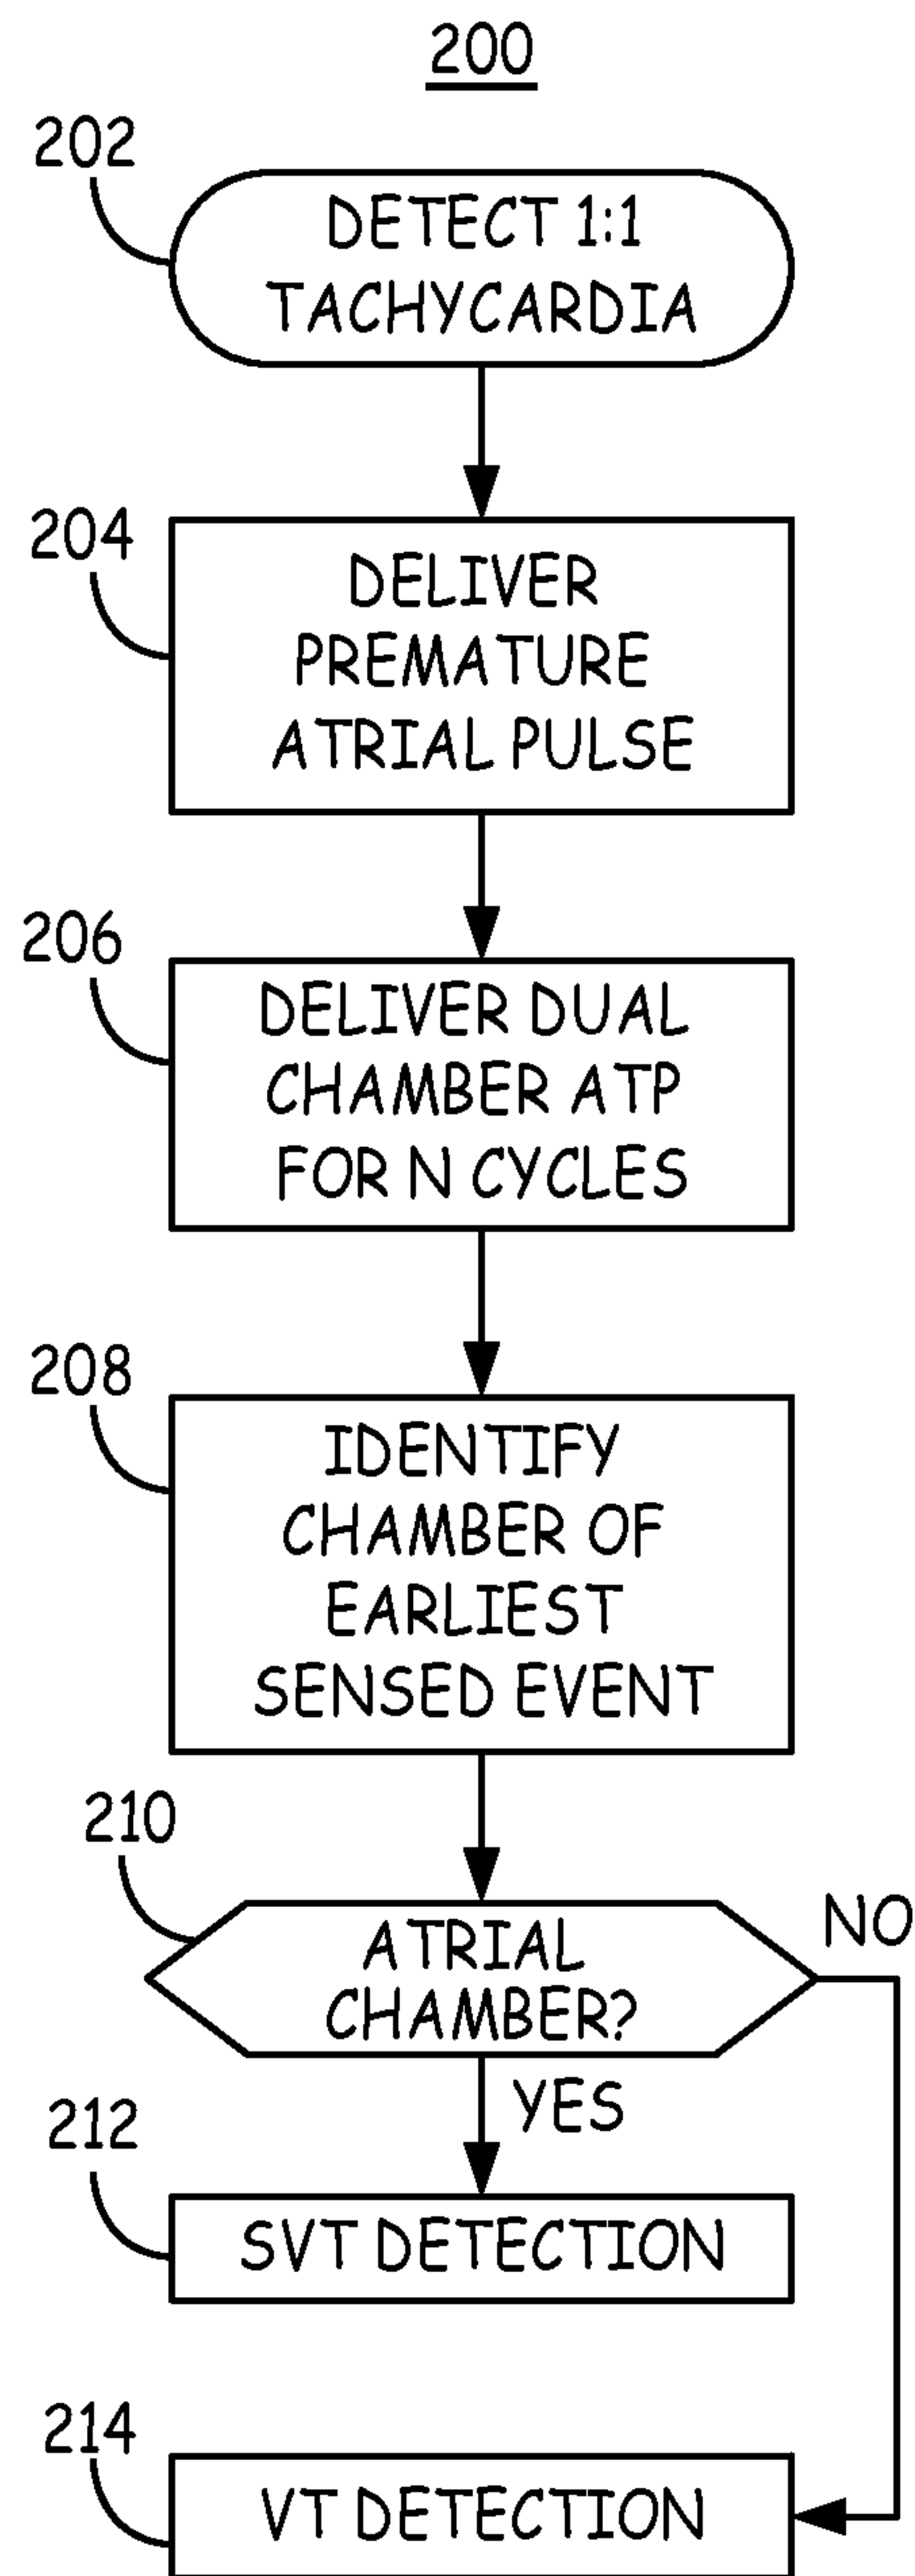 200
202
DETECT 1:1
TACHYCARDIA
204
DELIVER
PREMATURE
ATRIAL PULSE
206
DELIVER DUAL
CHAMBER ATP
FOR N CYCLES
208
IDENTIFY
CHAMBER OF
EARLIEST
SENSED EVENT
210
ATRIAL
CHAMBER?
NO
YES
212
SVT DETECTION
214
VT DETECTION